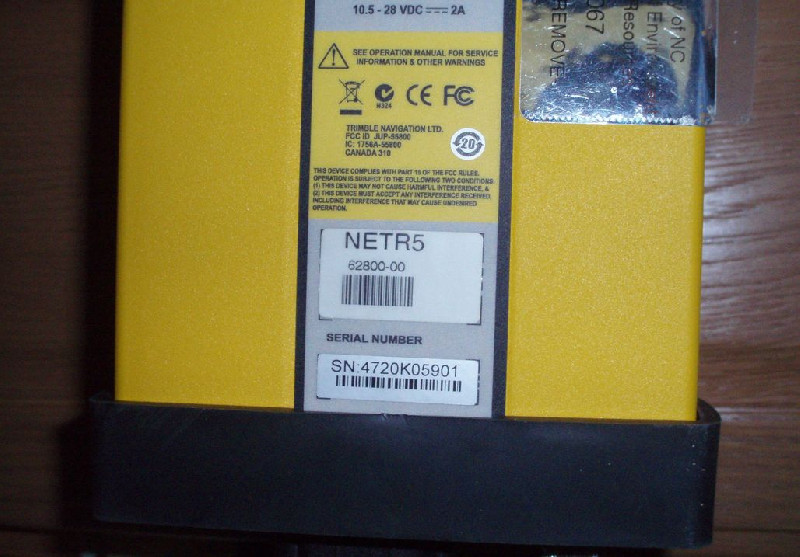 10.5 - 28 VDC 2A
SEE OPERATION MANUAL FOR SERVICE
INFORMATION & OTHER WARNINGS
N324
CE FC
TRIMBLE NAVIGATION LTD.
FCC ID: JUP-55800
IC: 1756A-55800
CANADA 310
20
THIS DEVICE COMPLIES WITH PART 15 OF THE FCC RULES.
OPERATION IS SUBJECT TO THE FOLLOWING TWO CONDITIONS
(1) THIS DEVICE MAY NOT CAUSE HARMFUL INTERFERENCE, &
(2) THIS DEVICE MUST ACCEPT ANY INTERFERENCE RECEIVED,
INCLUDING INTERFERENCE THAT MAY CAUSE UNDESIRED
OPERATION.
NETR5
62800-00
SERIAL NUMBER
SN:4720K05901
y of NC
Envir
Resour
067
REMOVE